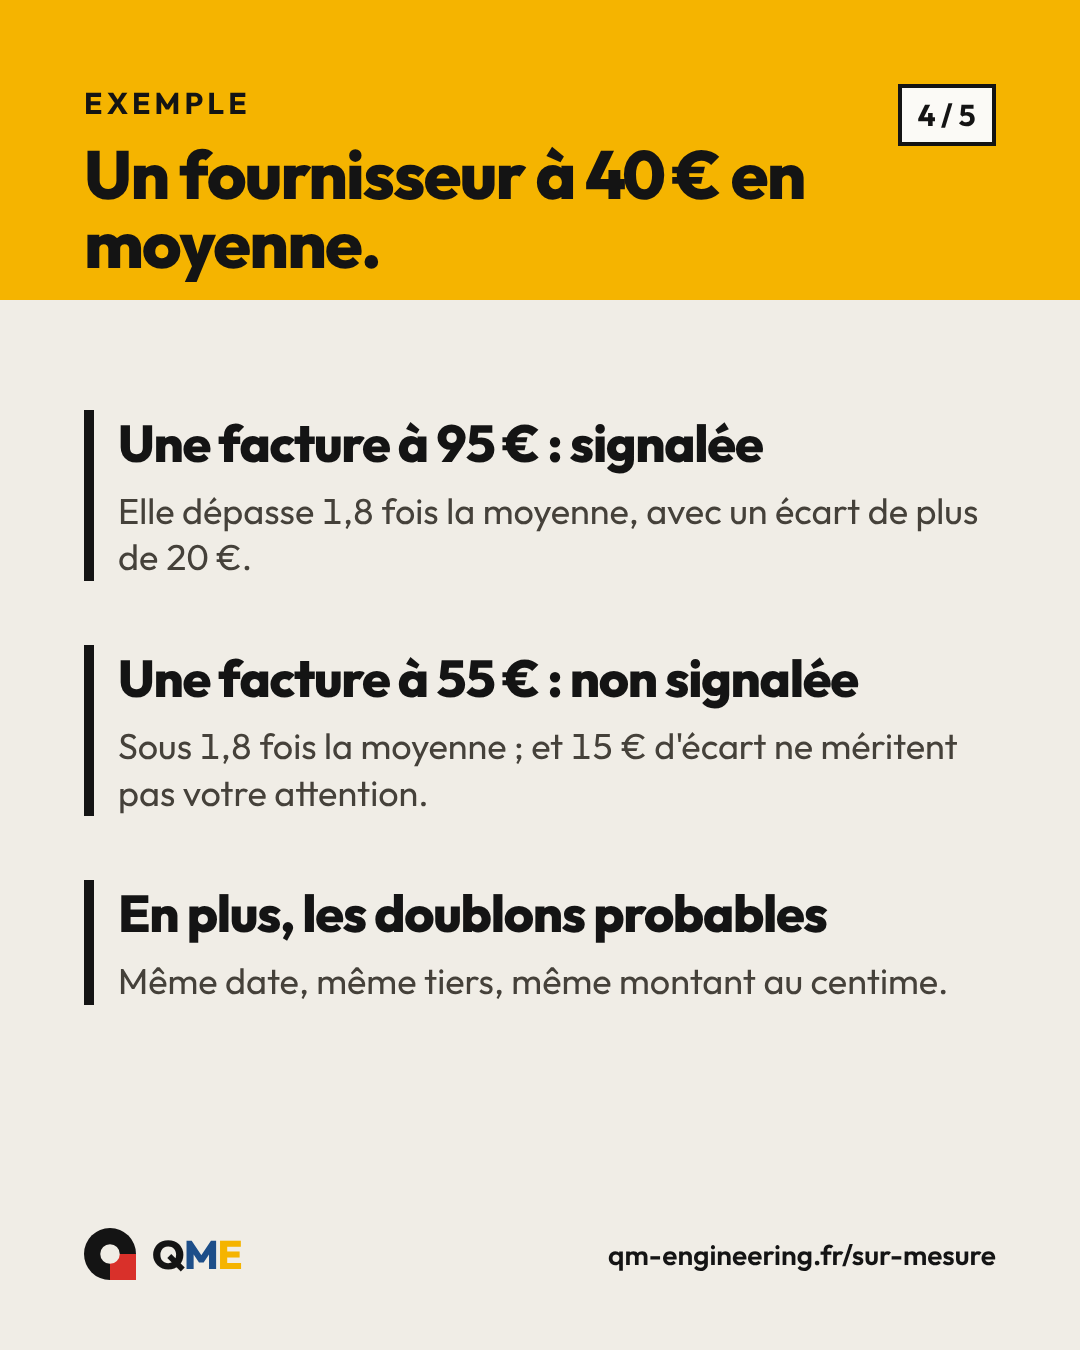 EXEMPLE
4 / 5
Un fournisseur à 40 € en
moyenne.
Une facture à 95 € : signalée
Elle dépasse 1,8 fois la moyenne, avec un écart de plus
de 20 €.
Une facture à 55 € : non signalée
Sous 1,8 fois la moyenne ; et 15 € d'écart ne méritent
pas votre attention.
En plus, les doublons probables
Même date, même tiers, même montant au centime.
QME
qm-engineering.fr/sur-mesure